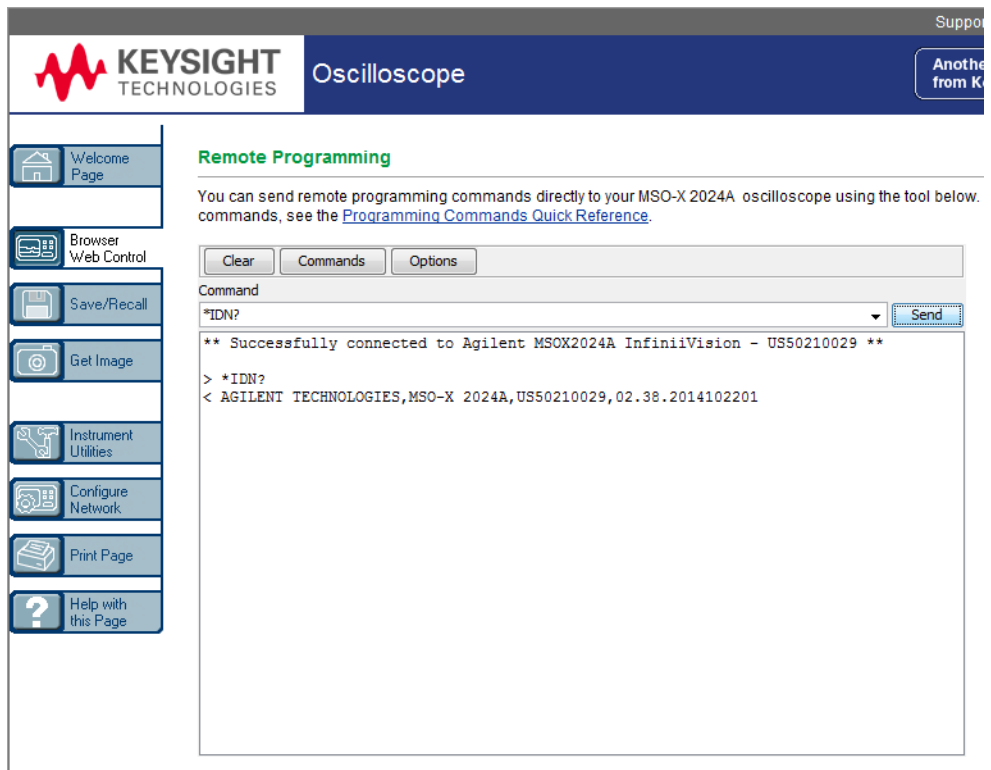 Suppor
KEYSIGHT
TECHNOLOGIES
Oscilloscope
Anothe
from K
Welcome
Page
Browser
Web Control
Save/Recall
Get Image
Instrument
Utilities
Configure
Network
Print Page
Help with
this Page
Remote Programming
You can send remote programming commands directly to your MSO-X 2024A oscilloscope using the tool below.
commands, see the Programming Commands Quick Reference.
Clear Commands Options
Command
*IDN? Send
** Successfully connected to Agilent MSOX2024A InfiniiVision - US50210029 **
> *IDN?
< AGILENT TECHNOLOGIES,MSO-X 2024A,US50210029,02.38.2014102201